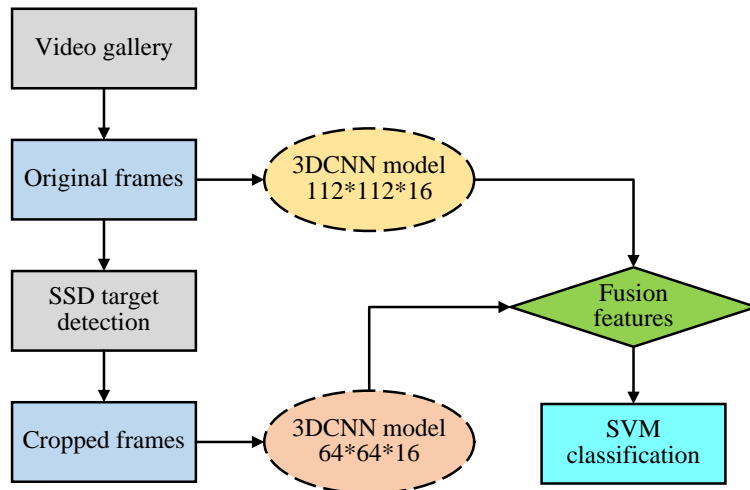 Video gallery
Original frames
3DCNN model
112*112*16
SSD target
detection
Fusion
features
Cropped frames
3DCNN model
64*64*16
SVM
classification